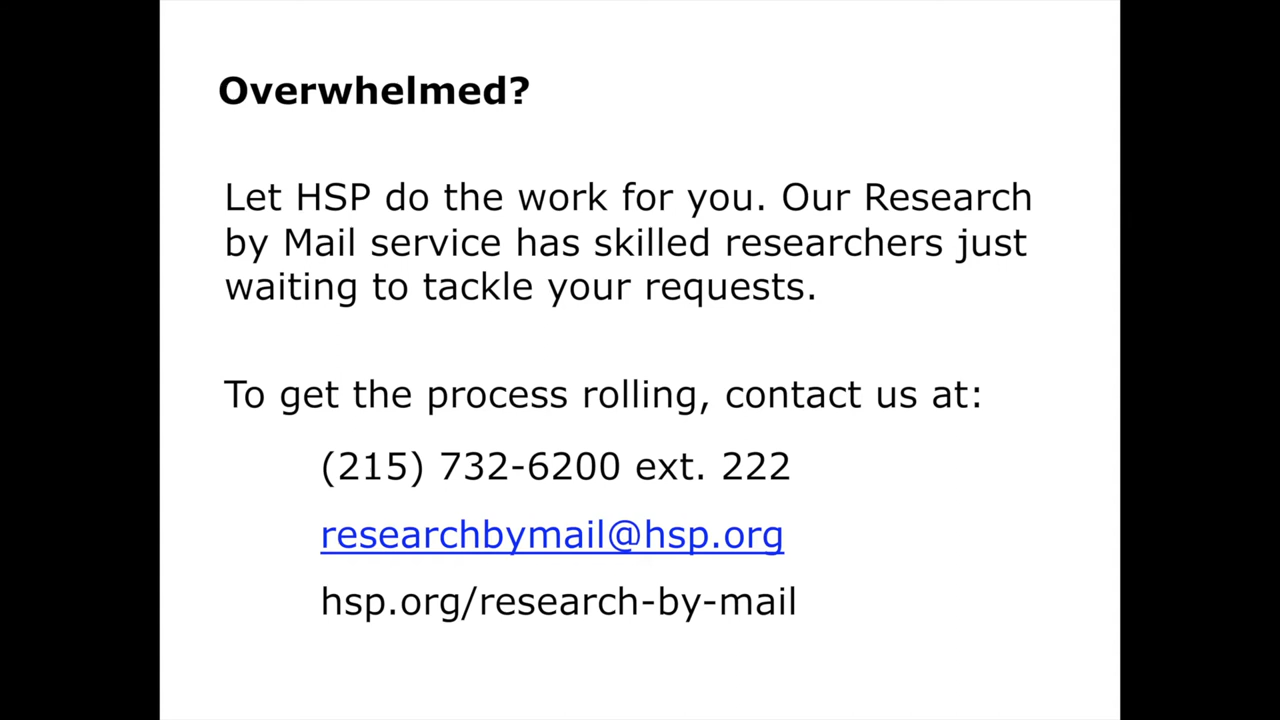 Overwhelmed?
Let HSP do the work for you. Our Research
by Mail service has skilled researchers just
waiting to tackle your requests.
To get the process rolling, contact us at:
(215) 732-6200 ext. 222
researchbymail@hsp.org
hsp.org/research-by-mail